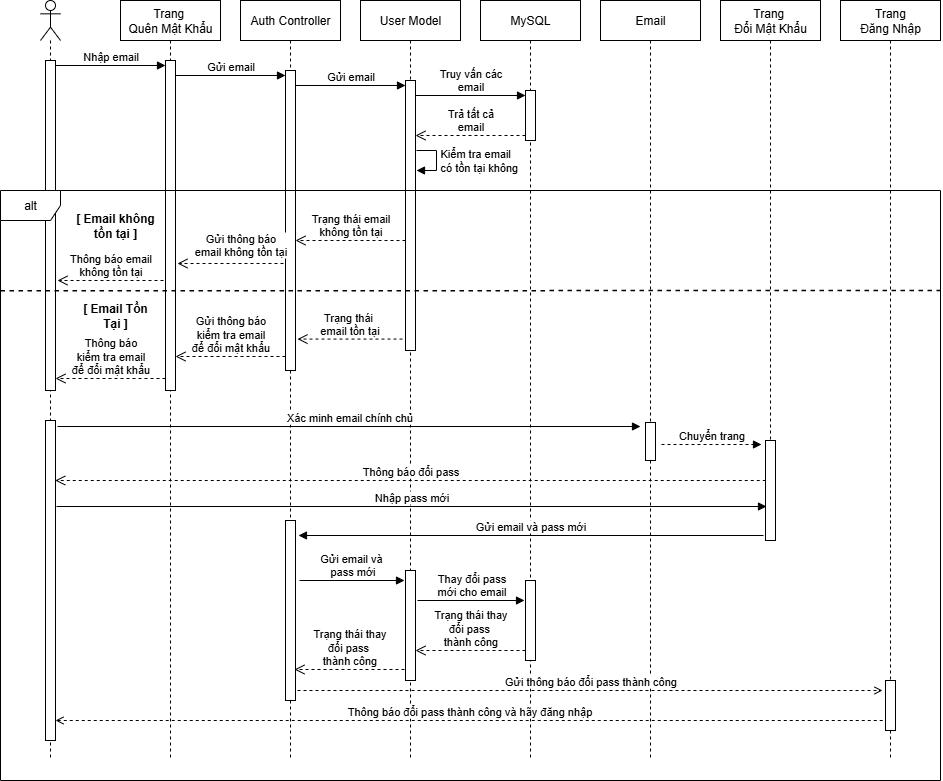 Trang
Quên Mật Khẩu
Auth Controller
User Model
MySQL
Email
Trang
Đổi Mật Khẩu
Trang
Đăng Nhập
Nhập email
Gửi email
Gửi email
Truy vấn các
email
Trả tất cả
email
Kiểm tra email
có tồn tại không
alt
[ Email không
tồn tại ]
Trạng thái email
không tồn tại
Gửi thông báo
email không tồn tại
Thông báo email
không tồn tại
[ Email Tồn
Tại ]
Trạng thái
email tồn tại
Gửi thông báo
kiểm tra email
để đổi mật khẩu
Thông báo
kiểm tra email
để đổi mật khẩu
Xác minh email chính chủ
Chuyển trang
Thông báo đổi pass
Nhập pass mới
Gửi email và pass mới
Gửi email và
pass mới
Thay đổi pass
mới cho email
Trạng thái thay
đổi pass
thành công
Trạng thái thay
đổi pass
thành công
Gửi thông báo đổi pass thành công
Thông báo đổi pass thành công và hãy đăng nhập